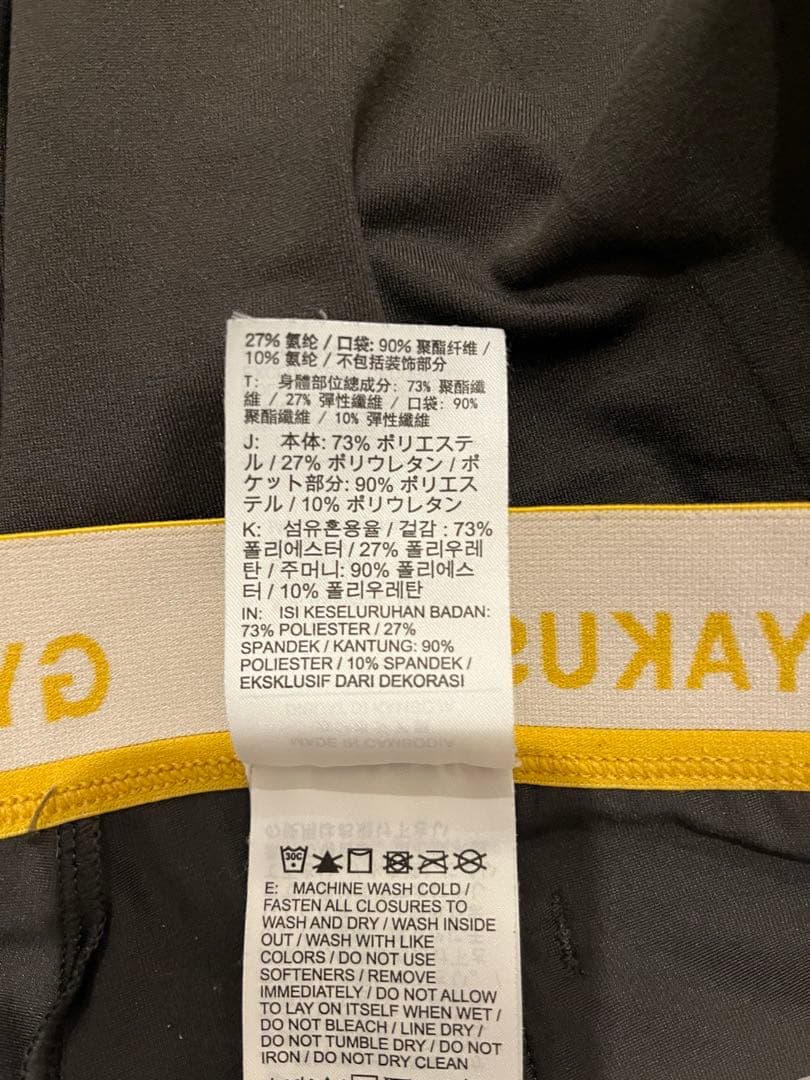 27% 氨纶 / 口袋: 90% 聚酯纤维 /
10% 氨纶 / 不包括装饰部分
T: 身體部位總成分: 73% 聚酯纖
維 / 27% 彈性纖維 / 口袋: 90%
聚酯纖維 / 10% 彈性纖維
J: 本体: 73% ポリエステ
ル / 27% ポリウレタン / ポ
ケット部分: 90% ポリエス
テル / 10% ポリウレタン
K: 섬유혼용율 / 겉감 : 73%
폴리에스터 / 27% 폴리우레
탄 / 주머니: 90% 폴리에스
터 / 10% 폴리우레탄
IN: ISI KESELURUHAN BADAN:
73% POLIESTER / 27%
SPANDEK / KANTUNG: 90%
POLIESTER / 10% SPANDEK /
EKSKLUSIF DARI DEKORASI
MADE IN CAMBODIA
GY
YAKUS
30C
E: MACHINE WASH COLD /
FASTEN ALL CLOSURES TO
WASH AND DRY / WASH INSIDE
OUT / WASH WITH LIKE
COLORS / DO NOT USE
SOFTENERS / REMOVE
IMMEDIATELY / DO NOT ALLOW
TO LAY ON ITSELF WHEN WET /
DO NOT BLEACH / LINE DRY /
DO NOT TUMBLE DRY / DO NOT
IRON / DO NOT DRY CLEAN